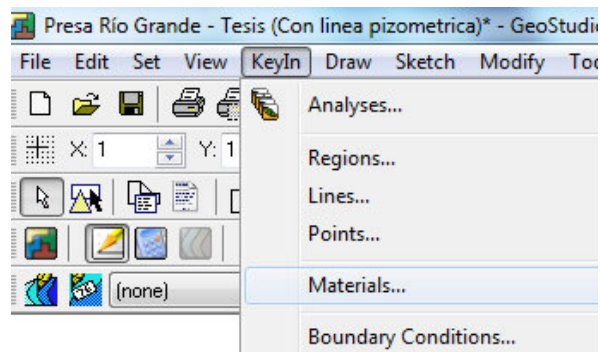 Presa Río Grande - Tesis (Con linea pizometrica)* - GeoStudi
File Edit Set View KeyIn Draw Sketch Modify Too
Analyses...
X: 1 Y: 1
Regions...
Lines...
Points...
(none)
Materials...
Boundary Conditions...